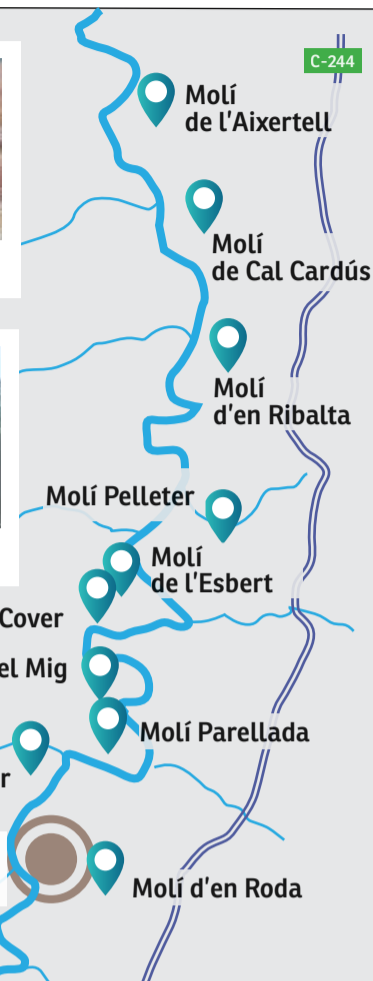 C-244
Molí
de l'Aixertell
Molí
de Cal Cardús
Molí
d'en Ribalta
Molí Pelleter
Molí
de l'Esbert
Cover
Mig
Molí Parellada
Molí d'en Roda